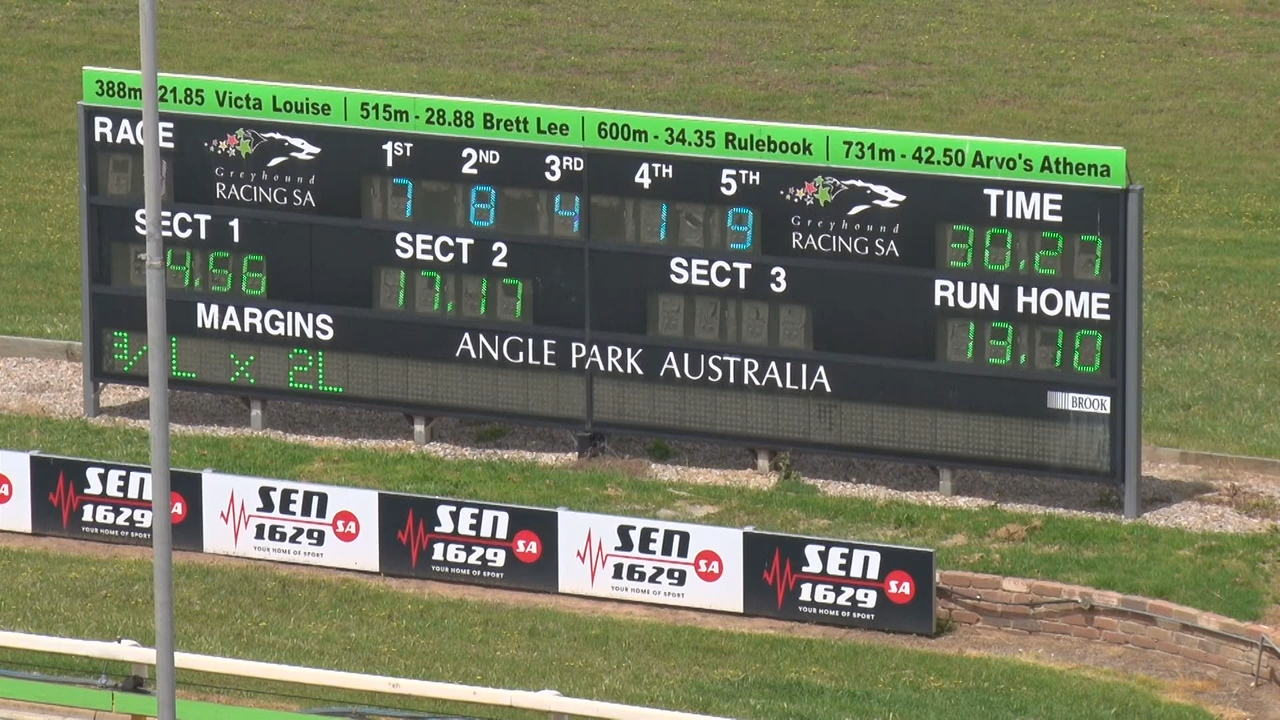 388m 21.85 Victa Louise | 515m - 28.88 Brett Lee | 600m - 34.35 Rulebook | 731m - 42.50 Arvo's Athena
RACE
Greyhound
RACING SA
1ST 2ND 3RD 4TH 5TH
7 8 4 1 9
Greyhound
RACING SA
TIME
30.27
SECT 1
4.56
SECT 2
17.17
SECT 3
RUN HOME
13.10
MARGINS
L x 2L
ANGLE PARK AUSTRALIA
BROOK
SA
SEN
1629 SA
YOUR HOME OF SPORT
SEN
1629 SA
YOUR HOME OF SPORT
SEN
1629 SA
YOUR HOME OF SPORT
SEN
1629 SA
YOUR HOME OF SPORT
SEN
1629 SA
YOUR HOME OF SPORT